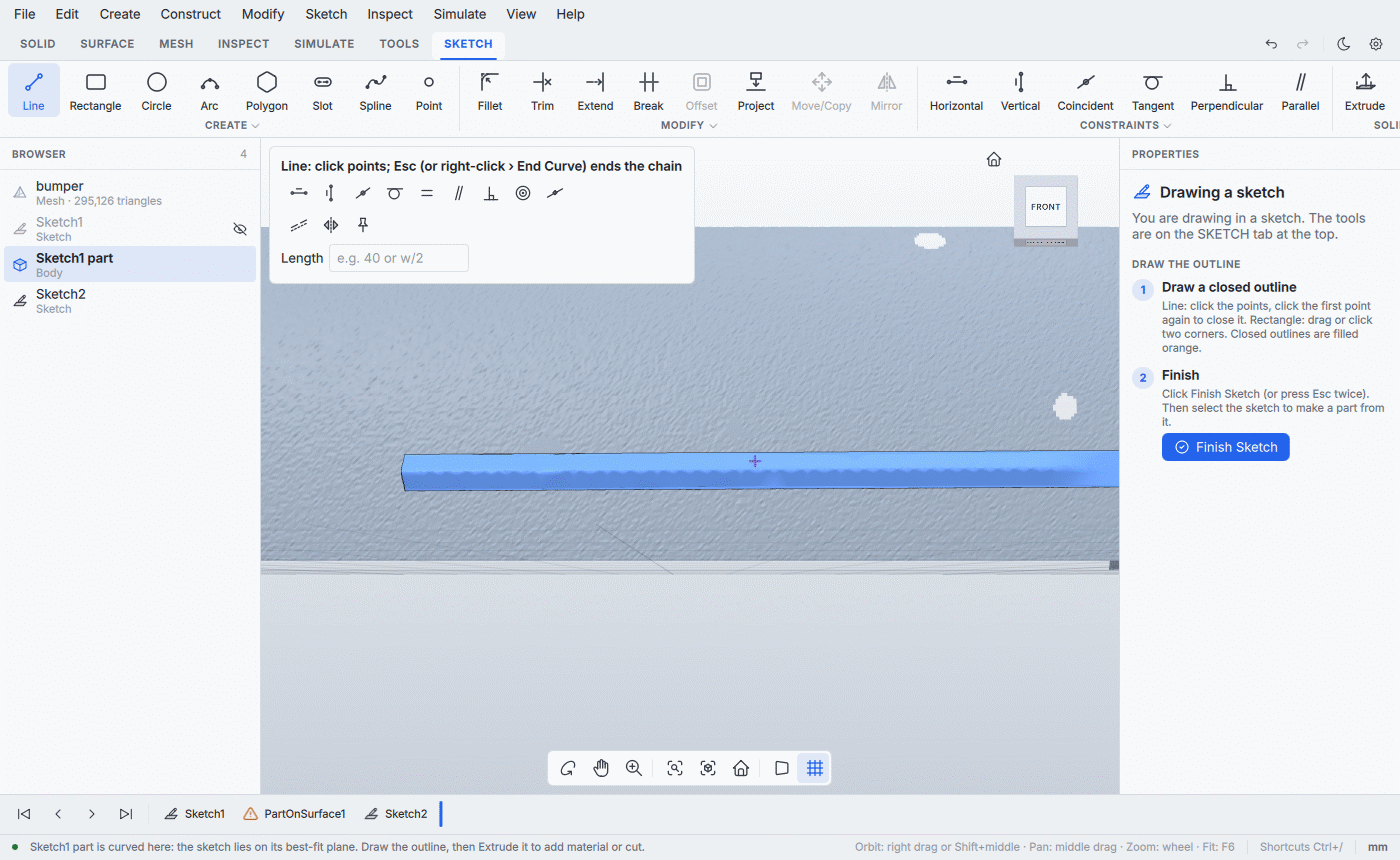 File Edit Create Construct Modify Sketch Inspect Simulate View Help
SOLID SURFACE MESH INSPECT SIMULATE TOOLS SKETCH
Line Rectangle Circle Arc Polygon Slot Spline Point Fillet Trim Extend Break Offset Project Move/Copy Mirror Horizontal Vertical Coincident Tangent Perpendicular Parallel Extrude
CREATE MODIFY CONSTRAINTS SOLI
BROWSER 4
bumper
Mesh · 295,126 triangles
Sketch1
Sketch
Sketch1 part
Body
Sketch2
Sketch
Line: click points; Esc (or right-click › End Curve) ends the chain
Length e.g. 40 or w/2
FRONT
PROPERTIES
Drawing a sketch
You are drawing in a sketch. The tools
are on the SKETCH tab at the top.
DRAW THE OUTLINE
1 Draw a closed outline
Line: click the points, click the first point
again to close it. Rectangle: drag or click
two corners. Closed outlines are filled
orange.
2 Finish
Click Finish Sketch (or press Esc twice).
Then select the sketch to make a part from
it.
Finish Sketch
Sketch1 PartOnSurface1 Sketch2
Sketch1 part is curved here: the sketch lies on its best-fit plane. Draw the outline, then Extrude it to add material or cut.
Orbit: right drag or Shift+middle · Pan: middle drag · Zoom: wheel · Fit: F6 Shortcuts Ctrl+/ mm